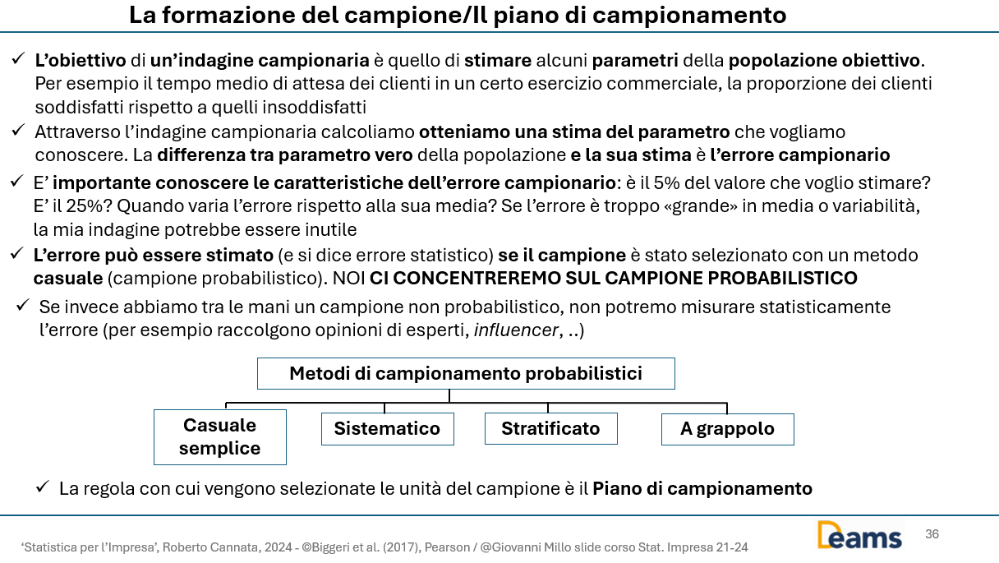 La formazione del campione/Il piano di campionamento
✓ L'obiettivo di un'indagine campionaria è quello di stimare alcuni parametri della popolazione obiettivo.
Per esempio il tempo medio di attesa dei clienti in un certo esercizio commerciale, la proporzione dei clienti
soddisfatti rispetto a quelli insoddisfatti
✓ Attraverso l'indagine campionaria calcoliamo otteniamo una stima del parametro che vogliamo
conoscere. La differenza tra parametro vero della popolazione e la sua stima è l'errore campionario
✓ E' importante conoscere le caratteristiche dell'errore campionario: è il 5% del valore che voglio stimare?
E' il 25%? Quando varia l'errore rispetto alla sua media? Se l'errore è troppo «grande» in media o variabilità,
la mia indagine potrebbe essere inutile
✓ L'errore può essere stimato (e si dice errore statistico) se il campione è stato selezionato con un metodo
casuale (campione probabilistico). NOI CI CONCENTREREMO SUL CAMPIONE PROBABILISTICO
✓ Se invece abbiamo tra le mani un campione non probabilistico, non potremo misurare statisticamente
l'errore (per esempio raccolgono opinioni di esperti, influencer, ..)
Metodi di campionamento probabilistici
Casuale
semplice
Sistematico
Stratificato
A grappolo
✓ La regola con cui vengono selezionate le unità del campione è il Piano di campionamento
'Statistica per l'Impresa', Roberto Cannata, 2024 - ©Biggeri et al. (2017), Pearson / @Giovanni Millo slide corso Stat. Impresa 21-24
Deams
36